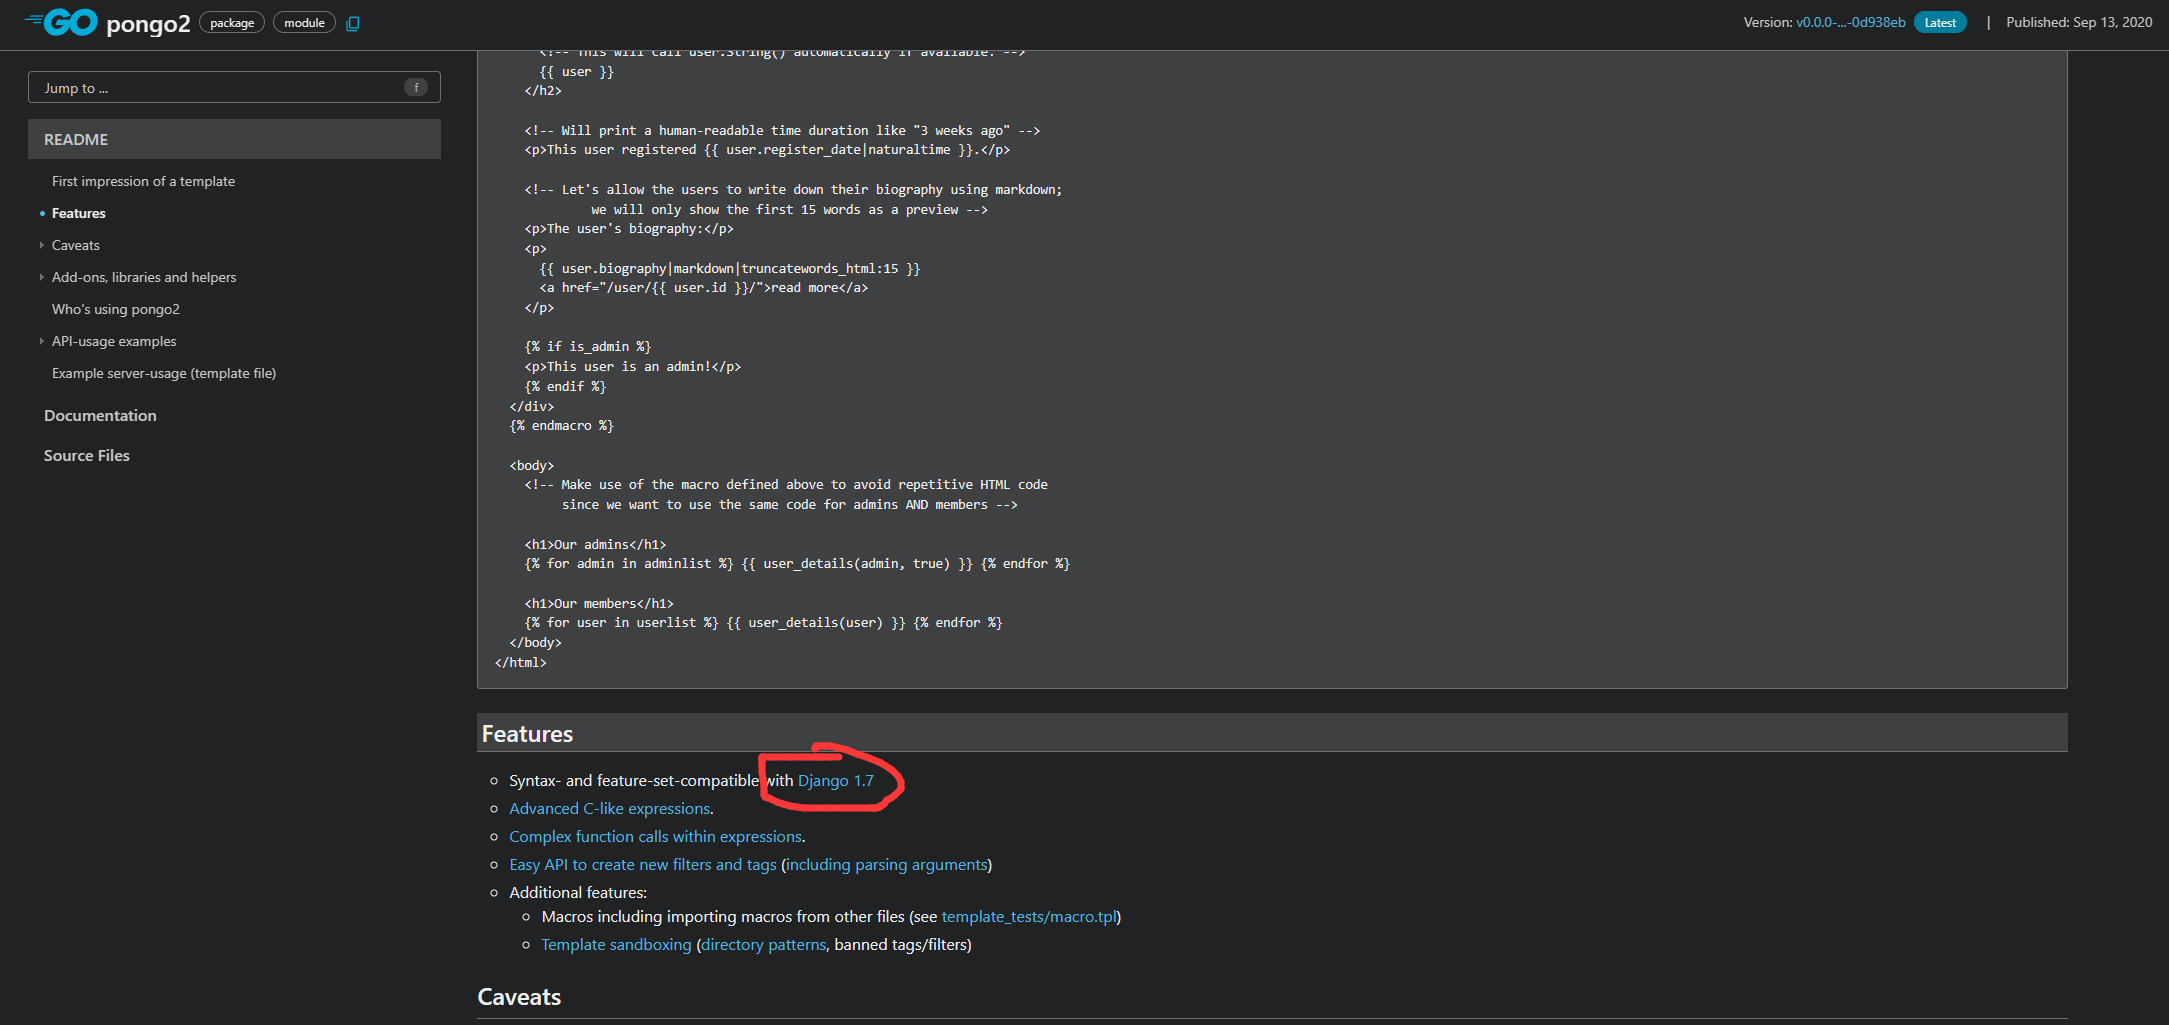 GO pongo2 package module
Version: v0.0.0-...-0d938eb Latest | Published: Sep 13, 2020
Jump to ... f
README
First impression of a template
Features
Caveats
Add-ons, libraries and helpers
Who's using pongo2
API-usage examples
Example server-usage (template file)
Documentation
Source Files
<!-- This will call user.String() automatically if available. -->
{{ user }}
</h2>
<!-- Will print a human-readable time duration like "3 weeks ago" -->
<p>This user registered {{ user.register_date|naturaltime }}.</p>
<!-- Let's allow the users to write down their biography using markdown;
we will only show the first 15 words as a preview -->
<p>The user's biography:</p>
<p>
{{ user.biography|markdown|truncatewords_html:15 }}
<a href="/user/{{ user.id }}/">read more</a>
</p>
{% if is_admin %}
<p>This user is an admin!</p>
{% endif %}
</div>
{% endmacro %}
<body>
<!-- Make use of the macro defined above to avoid repetitive HTML code
since we want to use the same code for admins AND members -->
<h1>Our admins</h1>
{% for admin in adminlist %} {{ user_details(admin, true) }} {% endfor %}
<h1>Our members</h1>
{% for user in userlist %} {{ user_details(user) }} {% endfor %}
</body>
</html>
Features
Syntax- and feature-set-compatible with Django 1.7
Advanced C-like expressions.
Complex function calls within expressions.
Easy API to create new filters and tags (including parsing arguments)
Additional features:
Macros including importing macros from other files (see template_tests/macro.tpl)
Template sandboxing (directory patterns, banned tags/filters)
Caveats